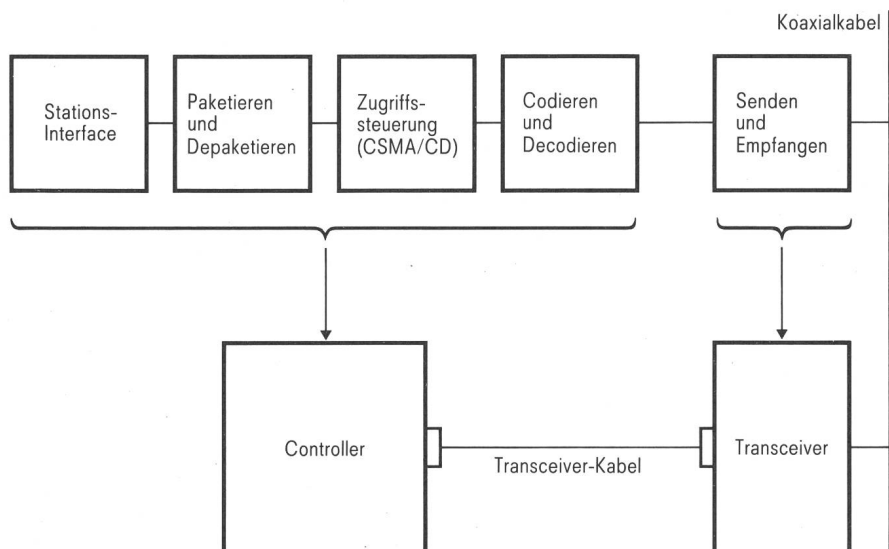 Koaxialkabel
Stations-
Interface
Paketieren
und
Depaketieren
Zugriffs-
steuerung
(CSMA/CD)
Codieren
und
Decodieren
Senden
und
Empfangen
Controller
Transceiver-Kabel
Transceiver